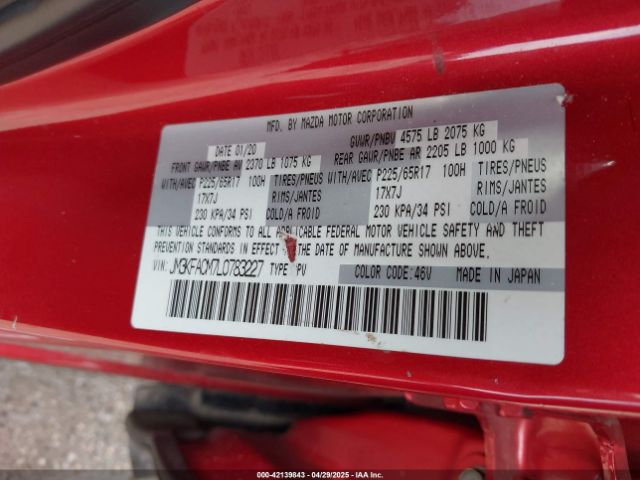 MFD. BY MAZDA MOTOR CORPORATION
DATE 01/20 GVWR/PNBV 4575 LB 2075 KG
FRONT GAWR/PNBE AV 2370 LB 1075 KG REAR GAWR/PNBE AR 2205 LB 1000 KG
WITH/AVEC P225/65R17 100H TIRES/PNEUS WITH/AVEC P225/65R17 100H TIRES/PNEUS
17X7J RIMS/JANTES 17X7J RIMS/JANTES
230 KPA/34 PSI COLD/A FROID 230 KPA/34 PSI COLD/A FROID
THIS VEHICLE CONFORMS TO ALL APPLICABLE FEDERAL MOTOR VEHICLE SAFETY AND THEFT
PREVENTION STANDARDS IN EFFECT ON THE DATE OF MANUFACTURE SHOWN ABOVE.
VIN: JM3KFACM7L0783227 TYPE: PV COLOR CODE:46V MADE IN JAPAN
000-42139843 - 04/29/2025 - IAAC. LLC.